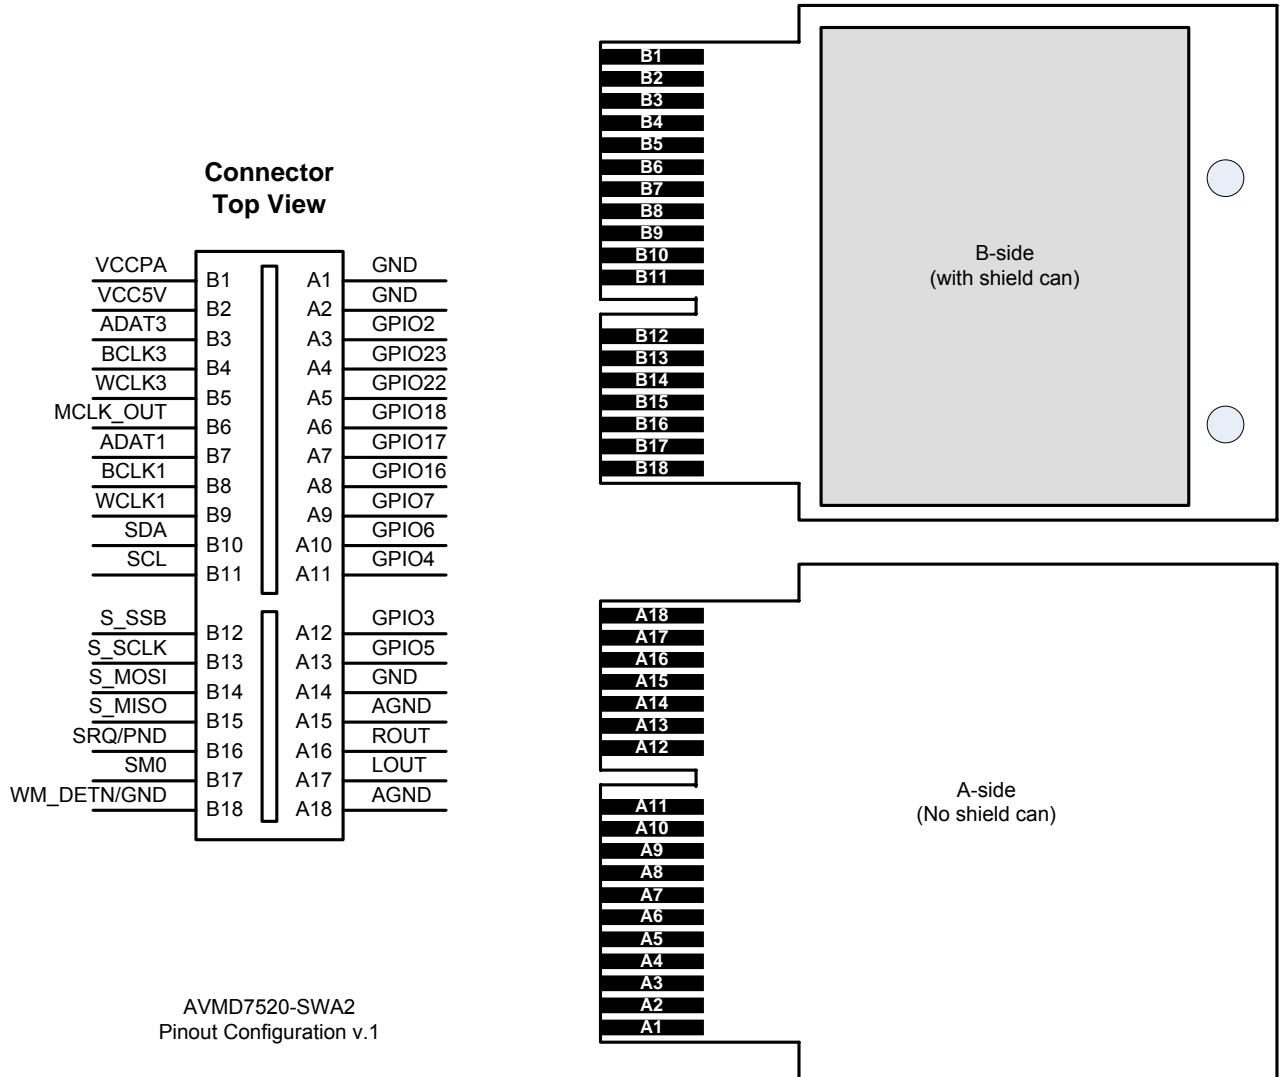 Connector
Top View
VCCPA B1 A1 GND
VCC5V B2 A2 GND
ADAT3 B3 A3 GPIO2
BCLK3 B4 A4 GPIO23
WCLK3 B5 A5 GPIO22
MCLK_OUT B6 A6 GPIO18
ADAT1 B7 A7 GPIO17
BCLK1 B8 A8 GPIO16
WCLK1 B9 A9 GPIO7
SDA B10 A10 GPIO6
SCL B11 A11 GPIO4
S_SSB B12 A12 GPIO3
S_SCLK B13 A13 GPIO5
S_MOSI B14 A14 GND
S_MISO B15 A15 AGND
SRQ/PND B16 A16 ROUT
SM0 B17 A17 LOUT
WM_DETN/GND B18 A18 AGND
AVMD7520-SWA2
Pinout Configuration v.1
B1
B2
B3
B4
B5
B6
B7
B8
B9
B10
B11
B12
B13
B14
B15
B16
B17
B18
B-side
(with shield can)
A18
A17
A16
A15
A14
A13
A12
A11
A10
A9
A8
A7
A6
A5
A4
A3
A2
A1
A-side
(No shield can)